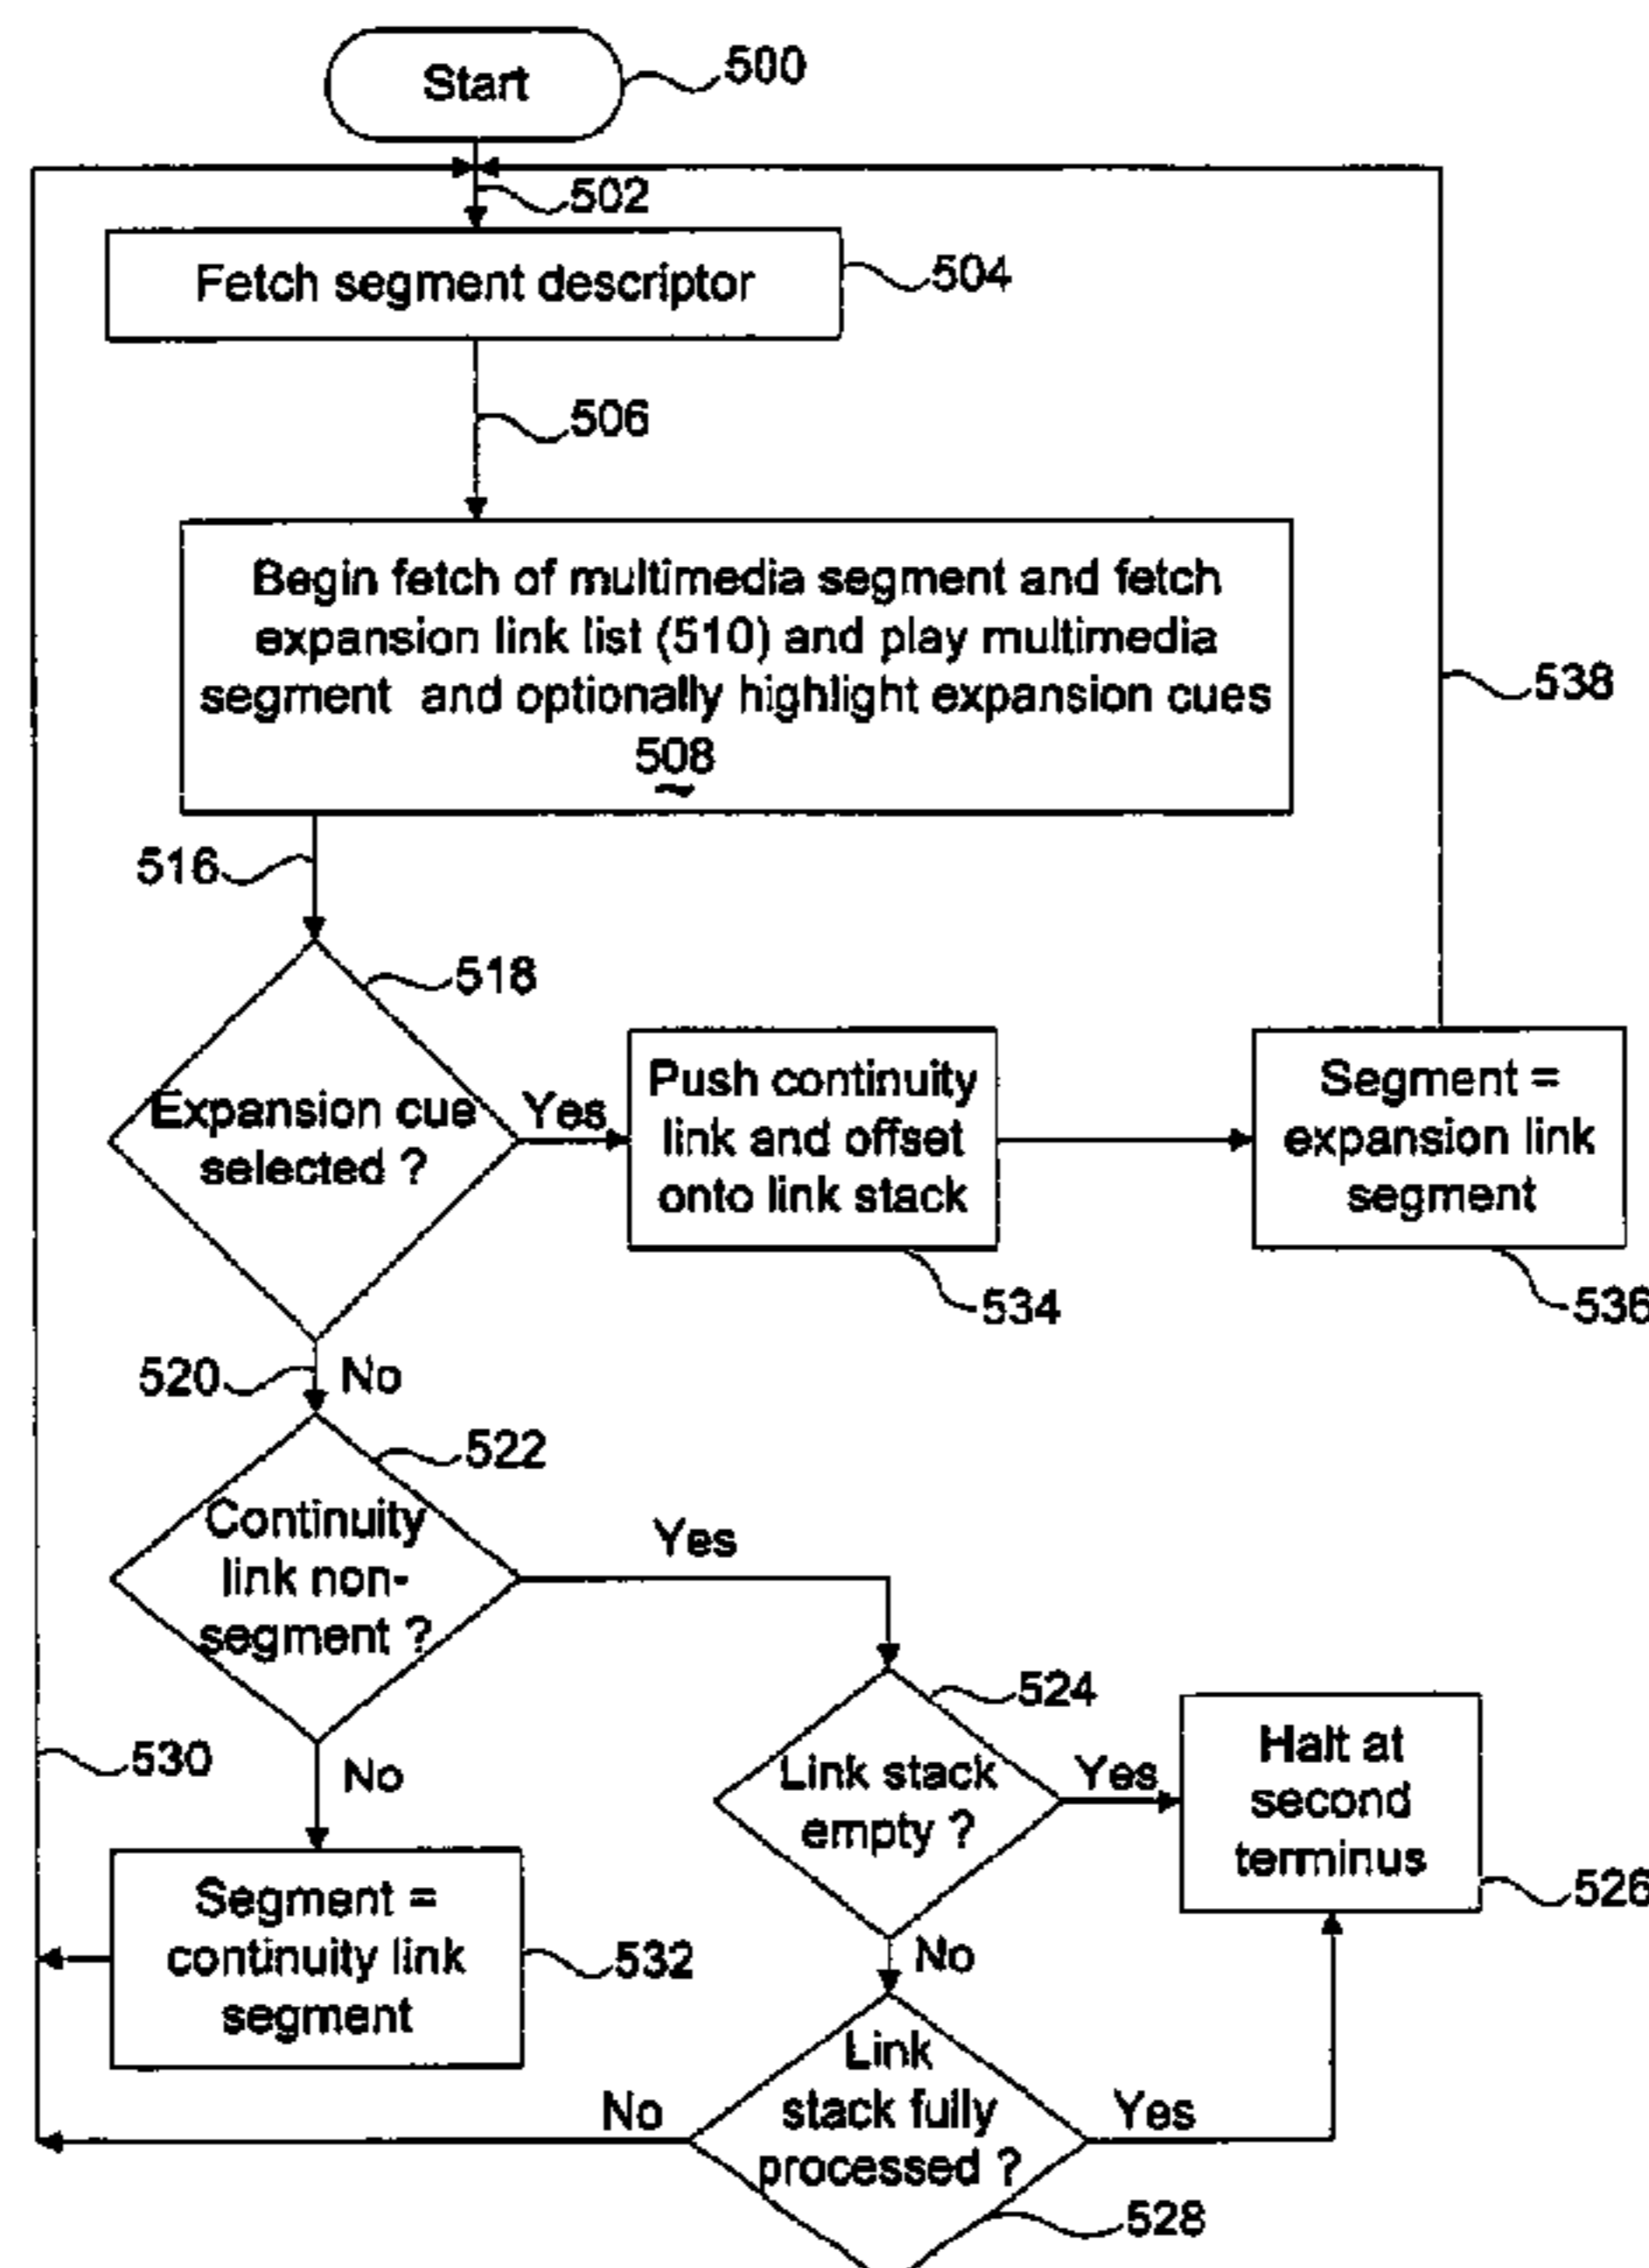 Start
500
502
Fetch segment descriptor
504
506
Begin fetch of multimedia segment and fetch
expansion link list (510) and play multimedia
segment and optionally highlight expansion cues
508
538
516
518
Expansion cue
selected ?
Yes
Push continuity
link and offset
onto link stack
534
Segment =
expansion link
segment
536
520
No
522
Continuity
link non-
segment ?
Yes
524
Link stack
empty ?
Yes
Halt at
second
terminus
526
530
No
Segment =
continuity link
segment
532
No
Link
stack fully
processed ?
No
Yes
528